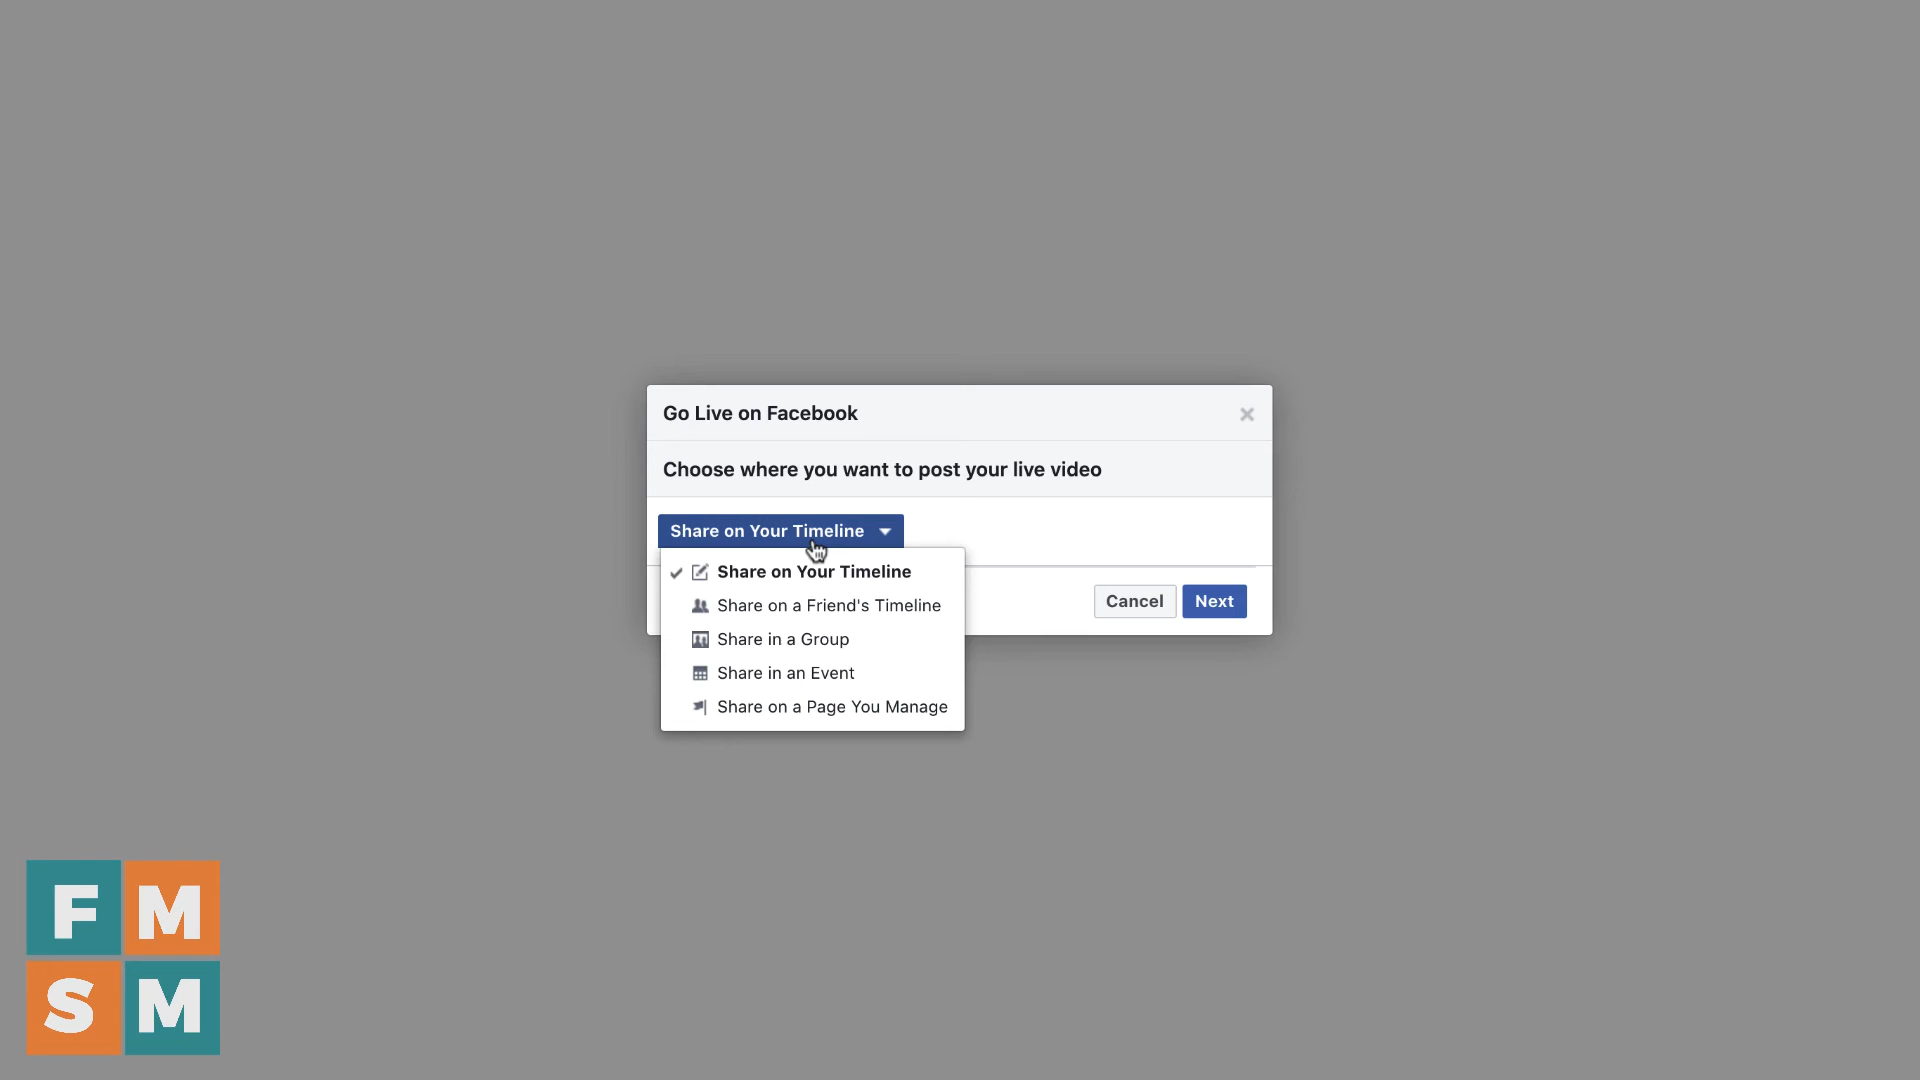 Go Live on Facebook
Choose where you want to post your live video
Share on Your Timeline
Share on Your Timeline
Share on a Friend's Timeline
Share in a Group
Share in an Event
Share on a Page You Manage
Cancel Next
F M
S M